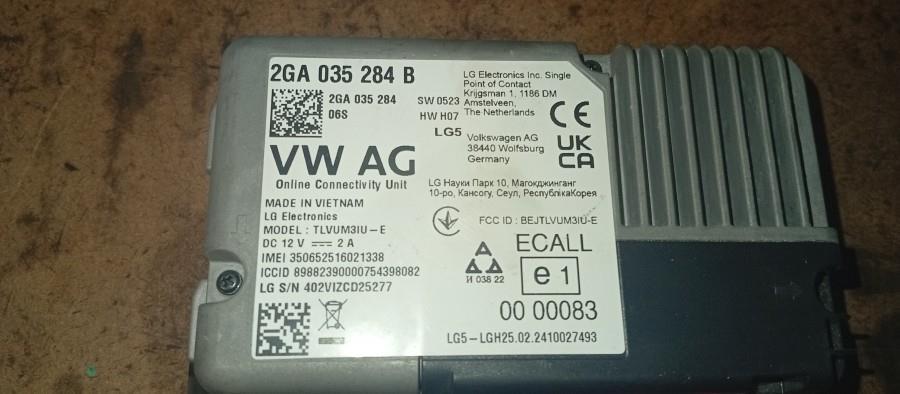 2GA 035 284 B
2GA 035 284
06S
SW 0523
HW H07
LG5
LG Electronics Inc. Single
Point of Contact
Krijgsman 1, 1186 DM
Amstelveen,
The Netherlands
Volkswagen AG
38440 Wolfsburg
Germany
CE
UK
CA
VW AG
Online Connectivity Unit
LG Науки Парк 10, Магокджинганг
10-ро, Кансогу, Сеул, РеспублікаКорея
MADE IN VIETNAM
LG Electronics
MODEL : TLVUM3IU-E
DC 12 V ⎓ 2 A
IMEI 350652516021338
ICCID 89882390000754398082
LG S/N 402VIZCD25277
FCC ID : BEJTLVUM3IU-E
И 038 22
ECALL
e 1
00 00083
LG5-LGH25.02.2410027493